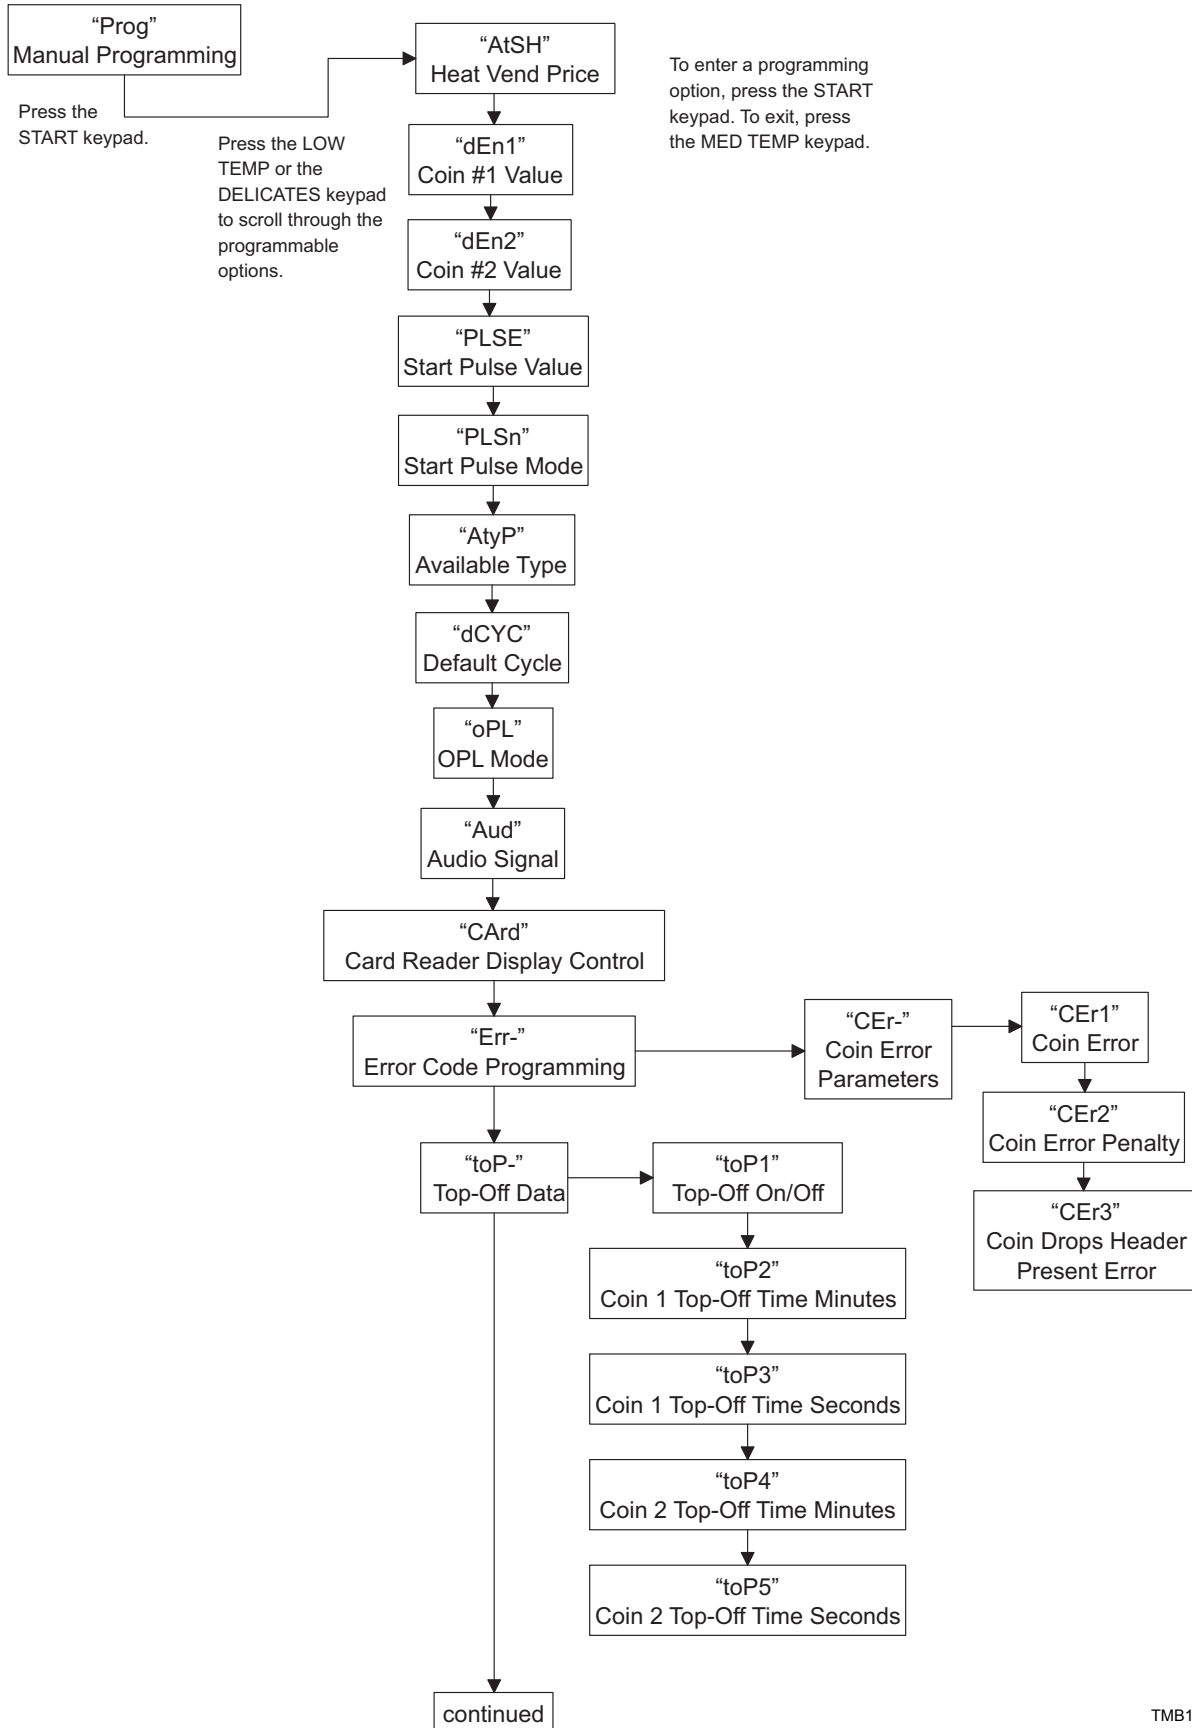 “Prog”
Manual Programming
Press the
START keypad.
Press the LOW
TEMP or the
DELICATES keypad
to scroll through the
programmable
options.
“AtSH”
Heat Vend Price
To enter a programming
option, press the START
keypad. To exit, press
the MED TEMP keypad.
“dEn1”
Coin #1 Value
“dEn2”
Coin #2 Value
“PLSE”
Start Pulse Value
“PLSn”
Start Pulse Mode
“AtyP”
Available Type
“dCYC”
Default Cycle
“oPL”
OPL Mode
“Aud”
Audio Signal
“CArd”
Card Reader Display Control
“Err-”
Error Code Programming
“CEr-”
Coin Error
Parameters
“CEr1”
Coin Error
“CEr2”
Coin Error Penalty
“CEr3”
Coin Drops Header
Present Error
“toP-”
Top-Off Data
“toP1”
Top-Off On/Off
“toP2”
Coin 1 Top-Off Time Minutes
“toP3”
Coin 1 Top-Off Time Seconds
“toP4”
Coin 2 Top-Off Time Minutes
“toP5”
Coin 2 Top-Off Time Seconds
continued
TMB1